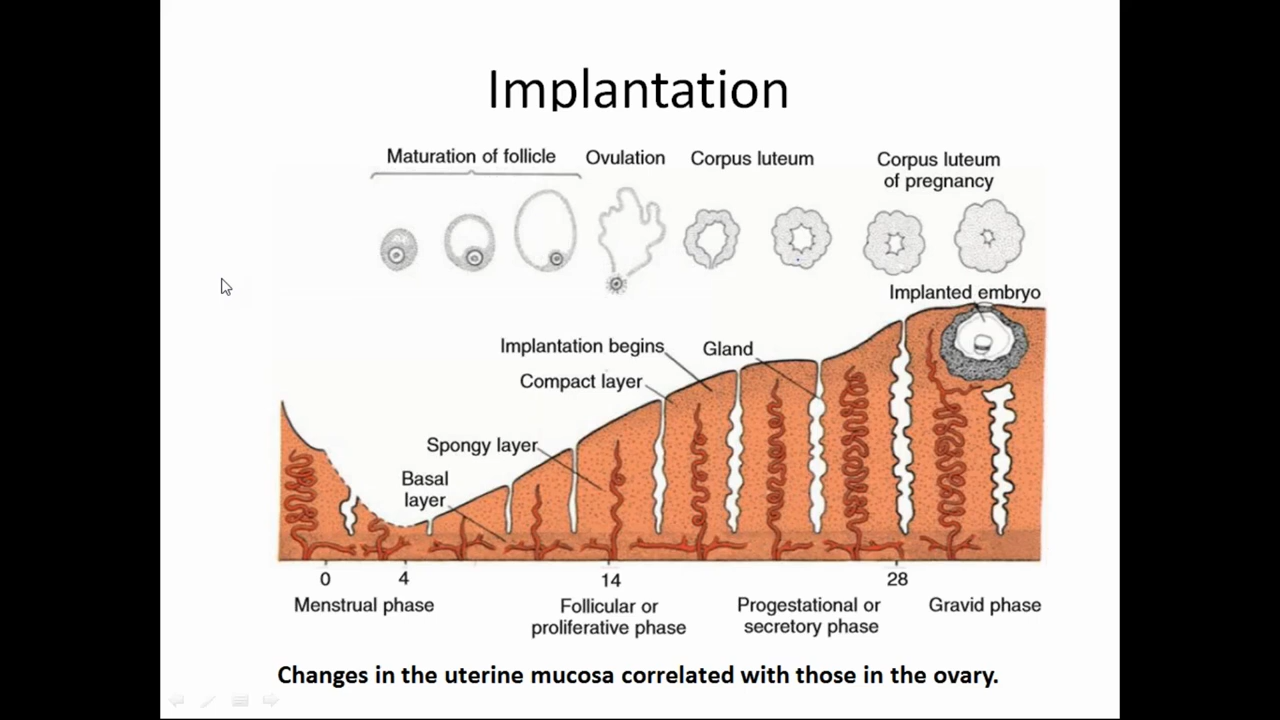 Implantation
Maturation of follicle
Ovulation
Corpus luteum
Corpus luteum
of pregnancy
Implanted embryo
Implantation begins
Gland
Compact layer
Spongy layer
Basal
layer
0
4
14
28
Menstrual phase
Follicular or
proliferative phase
Progestational or
secretory phase
Gravid phase
Changes in the uterine mucosa correlated with those in the ovary.